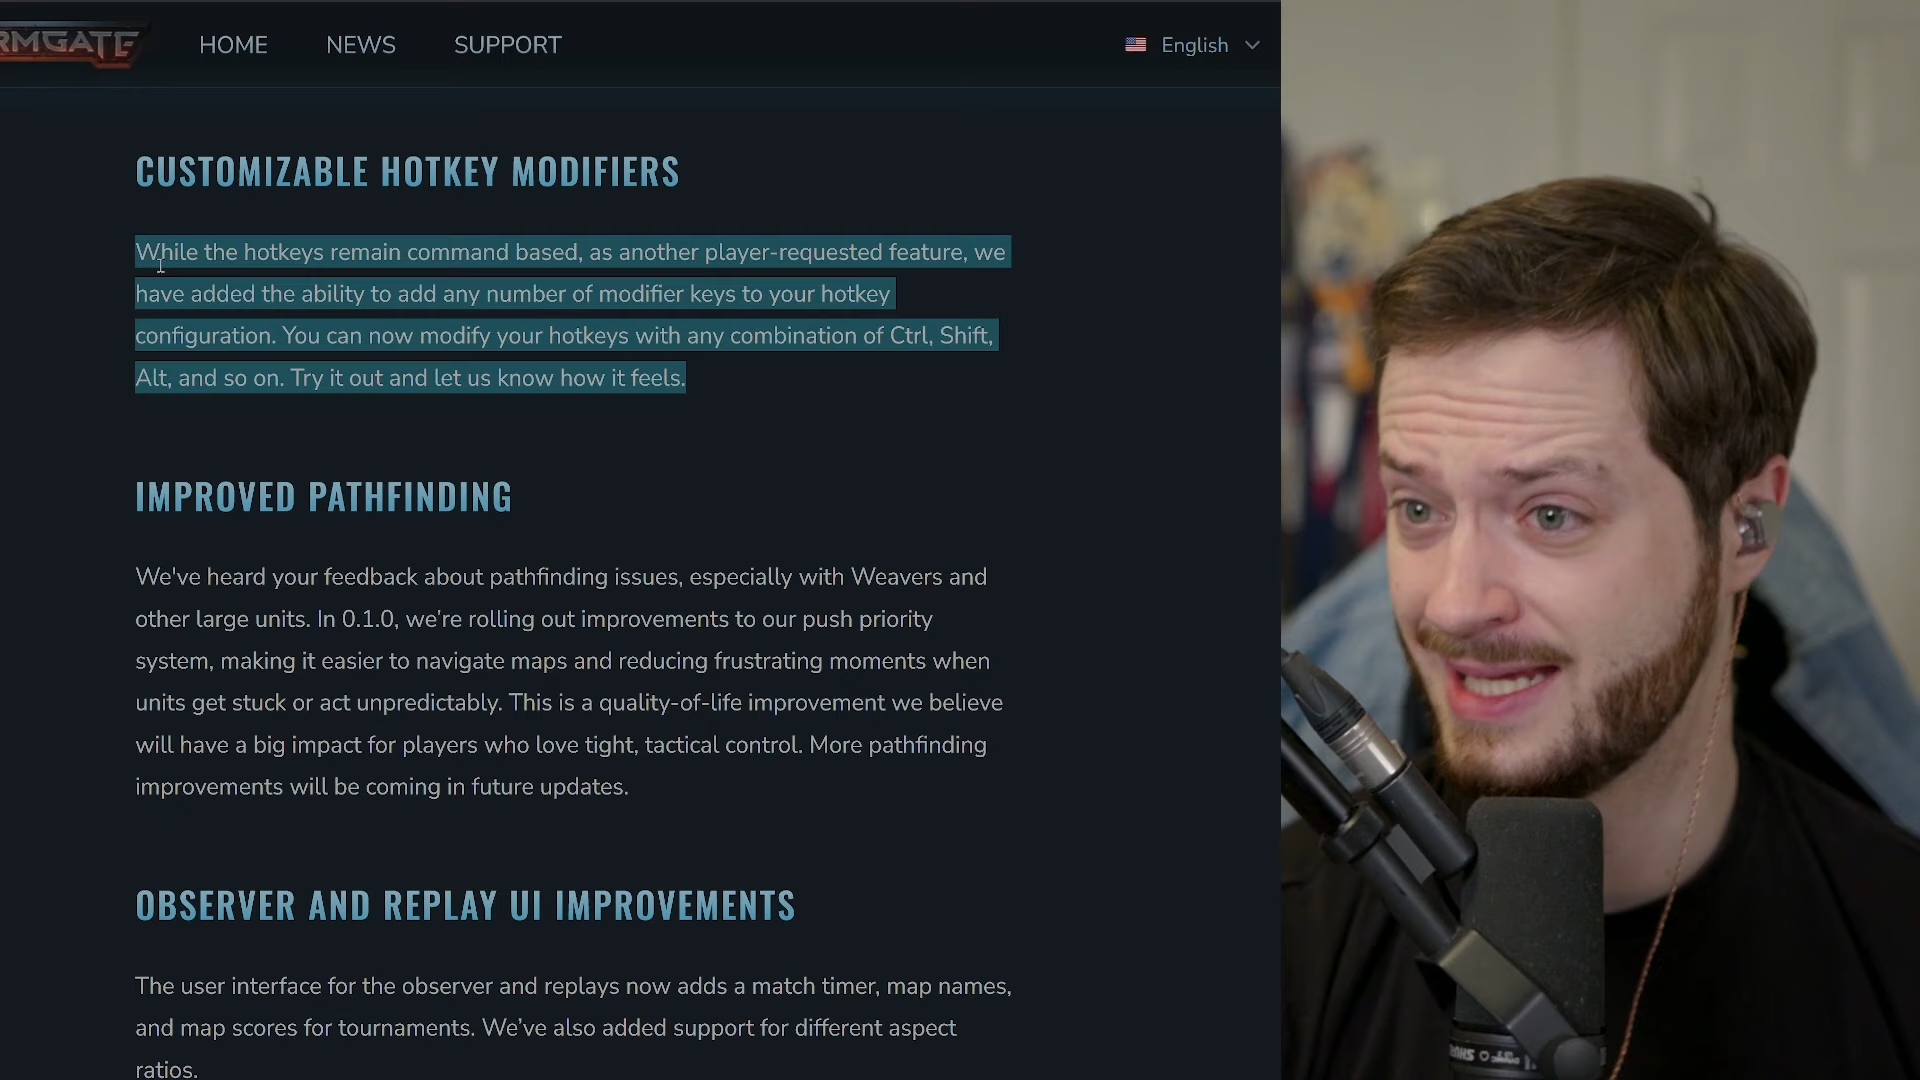 RMGATE
HOME
NEWS
SUPPORT
English
CUSTOMIZABLE HOTKEY MODIFIERS
While the hotkeys remain command based, as another player-requested feature, we
have added the ability to add any number of modifier keys to your hotkey
configuration. You can now modify your hotkeys with any combination of Ctrl, Shift,
Alt, and so on. Try it out and let us know how it feels.
IMPROVED PATHFINDING
We've heard your feedback about pathfinding issues, especially with Weavers and
other large units. In 0.1.0, we're rolling out improvements to our push priority
system, making it easier to navigate maps and reducing frustrating moments when
units get stuck or act unpredictably. This is a quality-of-life improvement we believe
will have a big impact for players who love tight, tactical control. More pathfinding
improvements will be coming in future updates.
OBSERVER AND REPLAY UI IMPROVEMENTS
The user interface for the observer and replays now adds a match timer, map names,
and map scores for tournaments. We've also added support for different aspect
ratios.